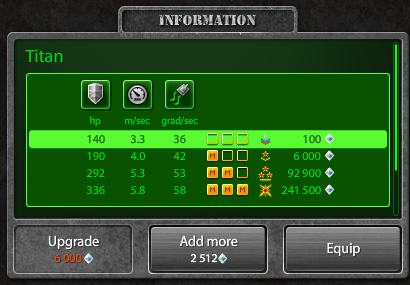 INFORMATION
Titan
hp m/sec grad/sec
140 3.3 36 100
190 4.0 42 M 6 000
292 5.3 53 M M 92 900
336 5.8 58 M M M 241 500
Upgrade Add more Equip
6 000 2 512